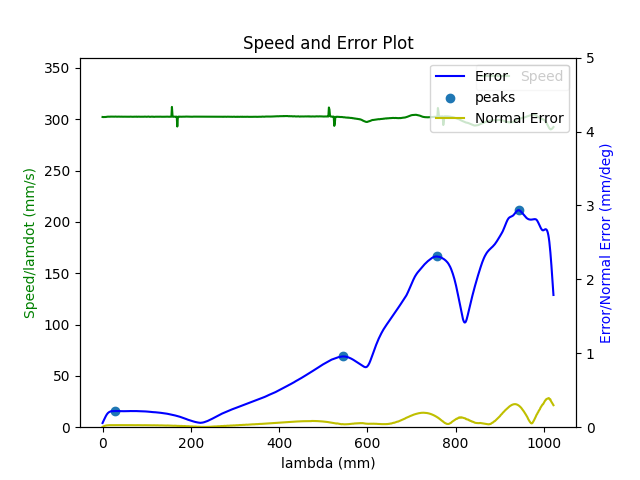 Speed and Error Plot
Speed/lamdot (mm/s)
350
300
250
200
150
100
50
0
Error
Speed
peaks
Normal Error
5
4
3
2
1
0
Error/Normal Error (mm/deg)
0
200
400
600
800
1000
lambda (mm)